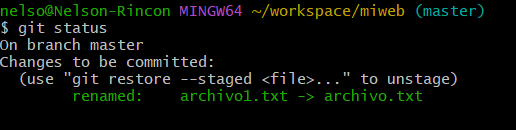 nelso@Nelson-Rincon MINGW64 ~/workspace/miweb (master)
$ git status
On branch master
Changes to be committed:
  (use "git restore --staged <file>..." to unstage)
        renamed:    archivo1.txt -> archivo.txt